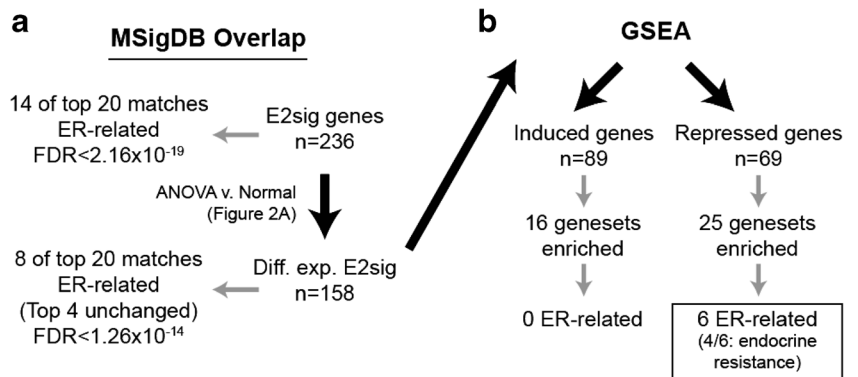 a
MSigDB Overlap
14 of top 20 matches
ER-related
FDR<2.16x10-19
E2sig genes
n=236
ANOVA v. Normal
(Figure 2A)
8 of top 20 matches
ER-related
(Top 4 unchanged)
FDR<1.26x10-14
Diff. exp. E2sig
n=158
b
GSEA
Induced genes
n=89
16 genesets
enriched
0 ER-related
Repressed genes
n=69
25 genesets
enriched
6 ER-related
(4/6: endocrine
resistance)